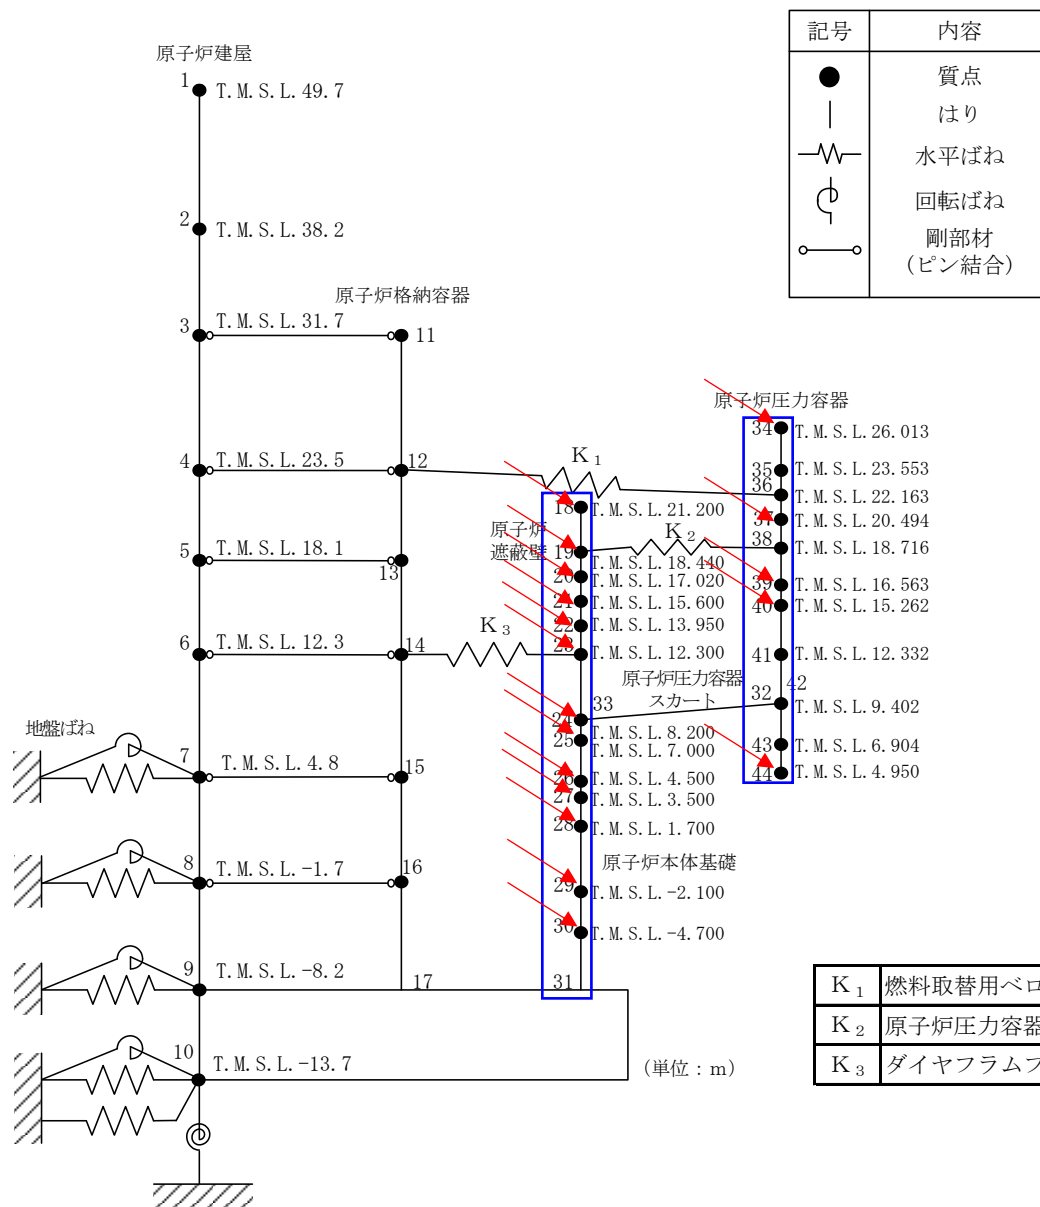 記号 内容
質点
はり
水平ばね
回転ばね
剛部材
(ピン結合)
原子炉建屋
1 T.M.S.L.49.7
2 T.M.S.L.38.2
原子炉格納容器
3 T.M.S.L.31.7 11
4 T.M.S.L.23.5 12
5 T.M.S.L.18.1 13
6 T.M.S.L.12.3 14
地盤ばね
7 T.M.S.L.4.8 15
8 T.M.S.L.-1.7 16
9 T.M.S.L.-8.2 17
10 T.M.S.L.-13.7
K1
K2
K3
原子炉
遮蔽壁
18 T.M.S.L.21.200
19 T.M.S.L.18.440
20 T.M.S.L.17.020
21 T.M.S.L.15.600
22 T.M.S.L.13.950
23 T.M.S.L.12.300
原子炉圧力容器
スカート
33
24 T.M.S.L.8.200
25 T.M.S.L.7.000
26 T.M.S.L.4.500
27 T.M.S.L.3.500
28 T.M.S.L.1.700
原子炉本体基礎
29 T.M.S.L.-2.100
30 T.M.S.L.-4.700
31
原子炉圧力容器
34 T.M.S.L.26.013
35 T.M.S.L.23.553
36 T.M.S.L.22.163
37 T.M.S.L.20.494
38 T.M.S.L.18.716
39 T.M.S.L.16.563
40 T.M.S.L.15.262
41 T.M.S.L.12.332
42
32 T.M.S.L.9.402
43 T.M.S.L.6.904
44 T.M.S.L.4.950
(単位:m)
K1 燃料取替用ベロ
K2 原子炉圧力容器
K3 ダイヤフラムフ